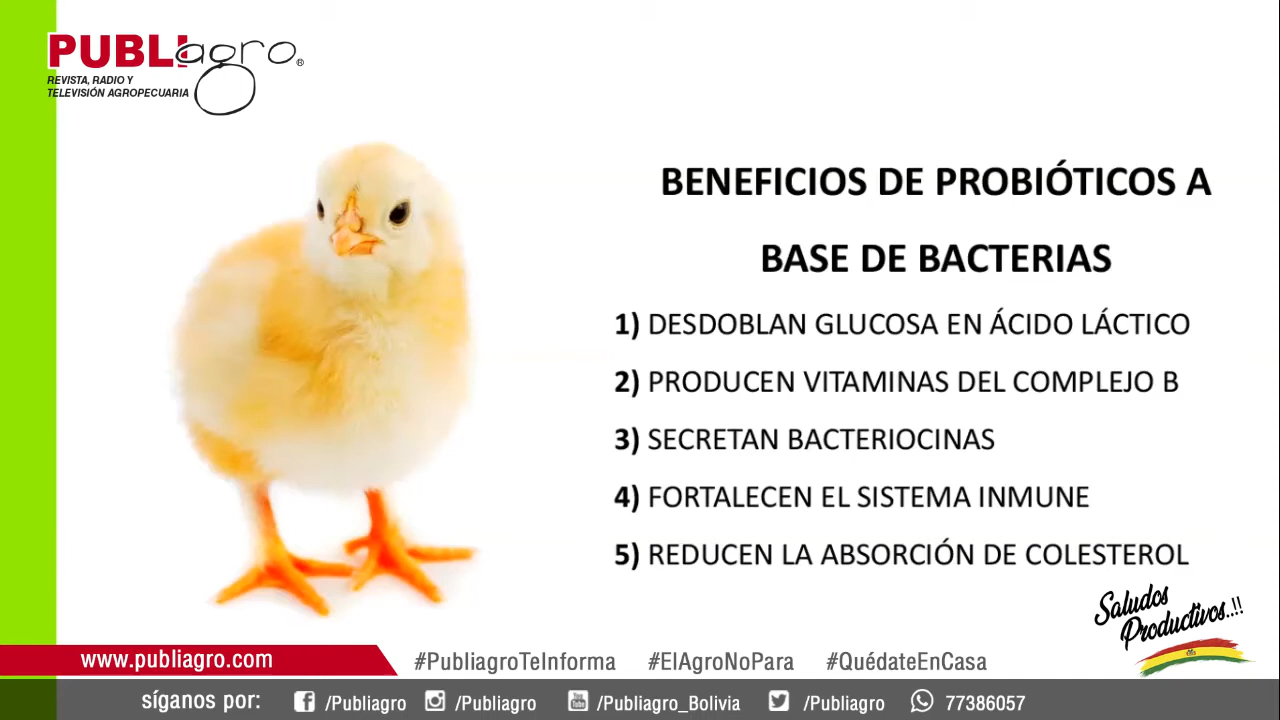 PUBLIagro®
REVISTA, RADIO Y
TELEVISIÓN AGROPECUARIA
BENEFICIOS DE PROBIÓTICOS A
BASE DE BACTERIAS
1) DESDOBLAN GLUCOSA EN ÁCIDO LÁCTICO
2) PRODUCEN VITAMINAS DEL COMPLEJO B
3) SECRETAN BACTERIOCINAS
4) FORTALECEN EL SISTEMA INMUNE
5) REDUCEN LA ABSORCIÓN DE COLESTEROL
Saludos
Productivos..!!
www.publiagro.com #PubliagroTeInforma #ElAgroNoPara #QuédateEnCasa
síganos por: /Publiagro /Publiagro You Tube /Publiagro_Bolivia /Publiagro 77386057